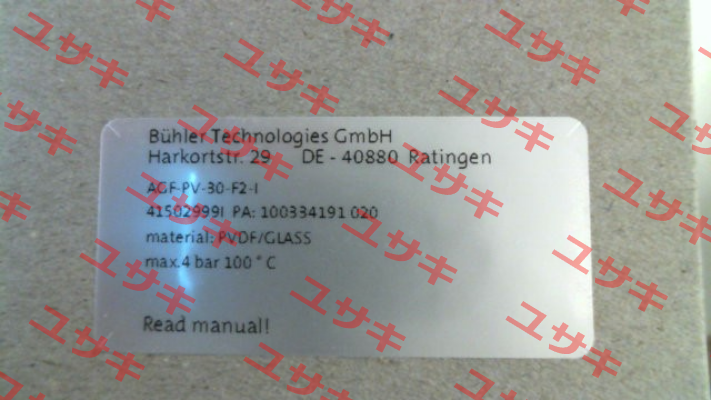 Bühler Technologies GmbH
Harkortstr. 29 DE - 40880 Ratingen
AGF-PV-30-F2-I
41502999I PA: 100334191 020
material: PVDF/GLASS
max.4 bar 100 ° C
Read manual!
ユサキ